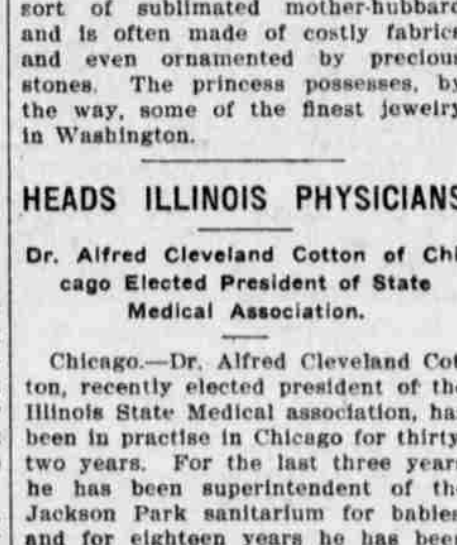 sort of sublimated mother-hubbard
and is often made of costly fabrics
and even ornamented by precious
stones. The princess possesses, by
the way, some of the finest jewelry
in Washington.
HEADS ILLINOIS PHYSICIANS
Dr. Alfred Cleveland Cotton of Chi
cago Elected President of State
Medical Association.
Chicago.—Dr. Alfred Cleveland Cot
ton, recently elected president of the
Illinois State Medical association, has
been in practise in Chicago for thirty
two years. For the last three years
he has been superintendent of the
Jackson Park sanitarium for babies
and for eighteen years he has been